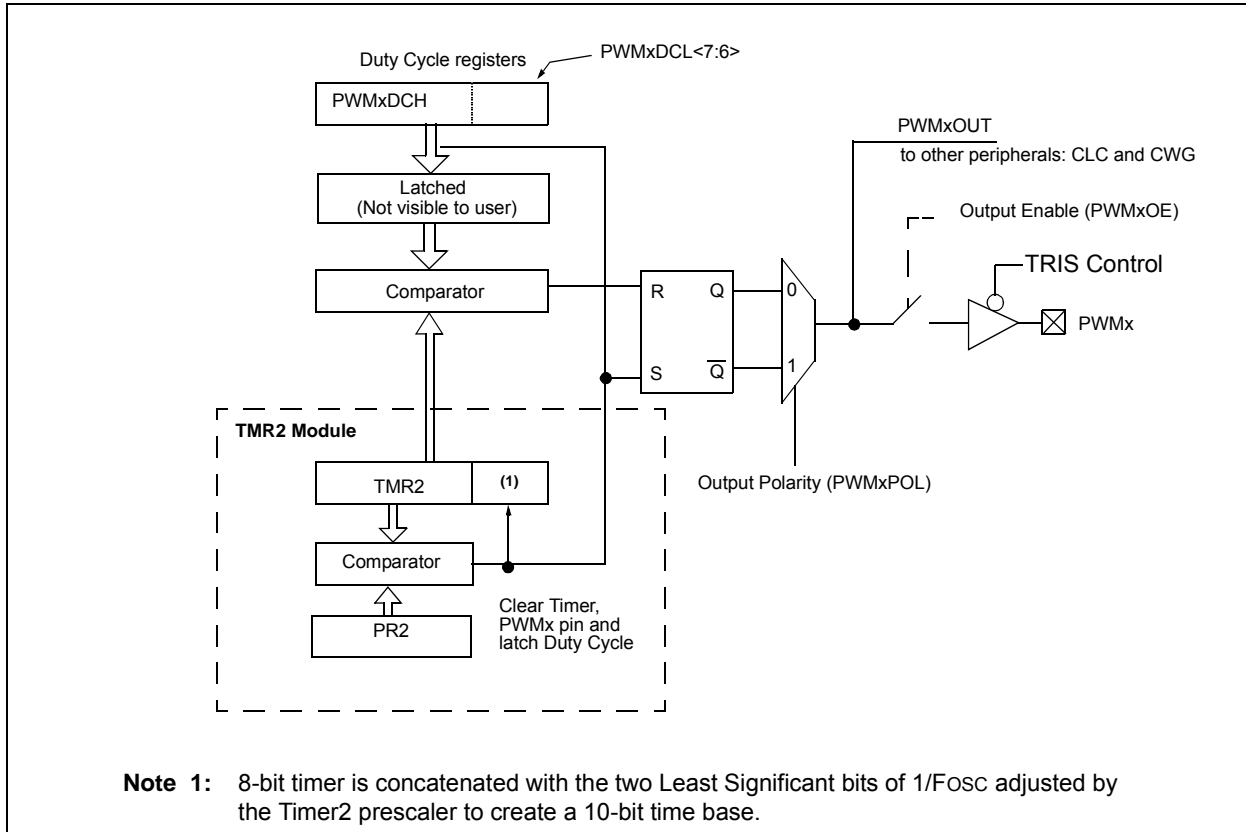 Duty Cycle registers
PWMxDCL<7:6>
PWMxDCH
Latched
(Not visible to user)
Comparator
R
Q
S
Q̅
0
1
PWMxOUT
to other peripherals: CLC and CWG
Output Enable (PWMxOE)
TRIS Control
PWMx
Output Polarity (PWMxPOL)
TMR2 Module
TMR2
(1)
Comparator
PR2
Clear Timer,
PWMx pin and
latch Duty Cycle
Note 1: 8-bit timer is concatenated with the two Least Significant bits of 1/FOSC adjusted by
the Timer2 prescaler to create a 10-bit time base.